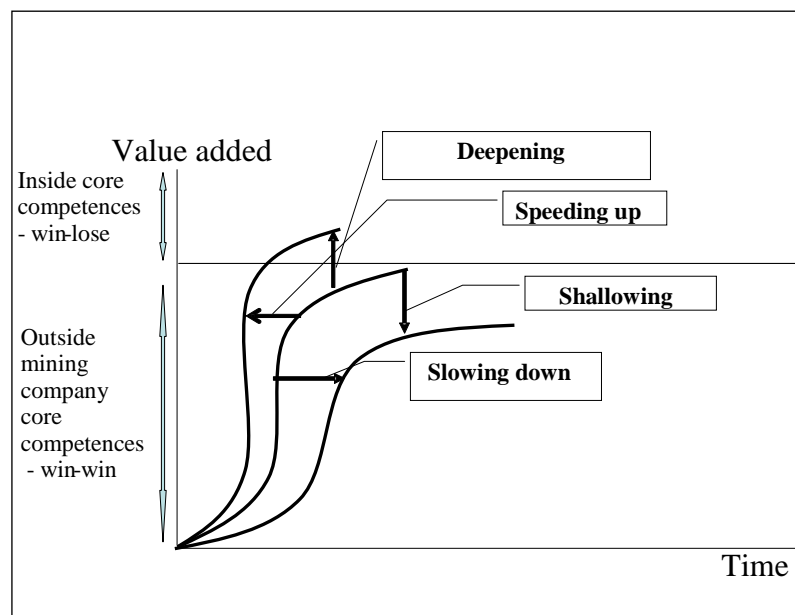 Value added
Inside core
competences
- win-lose
Outside
mining
company
core
competences
- win-win
Deepening
Speeding up
Shallowing
Slowing down
Time